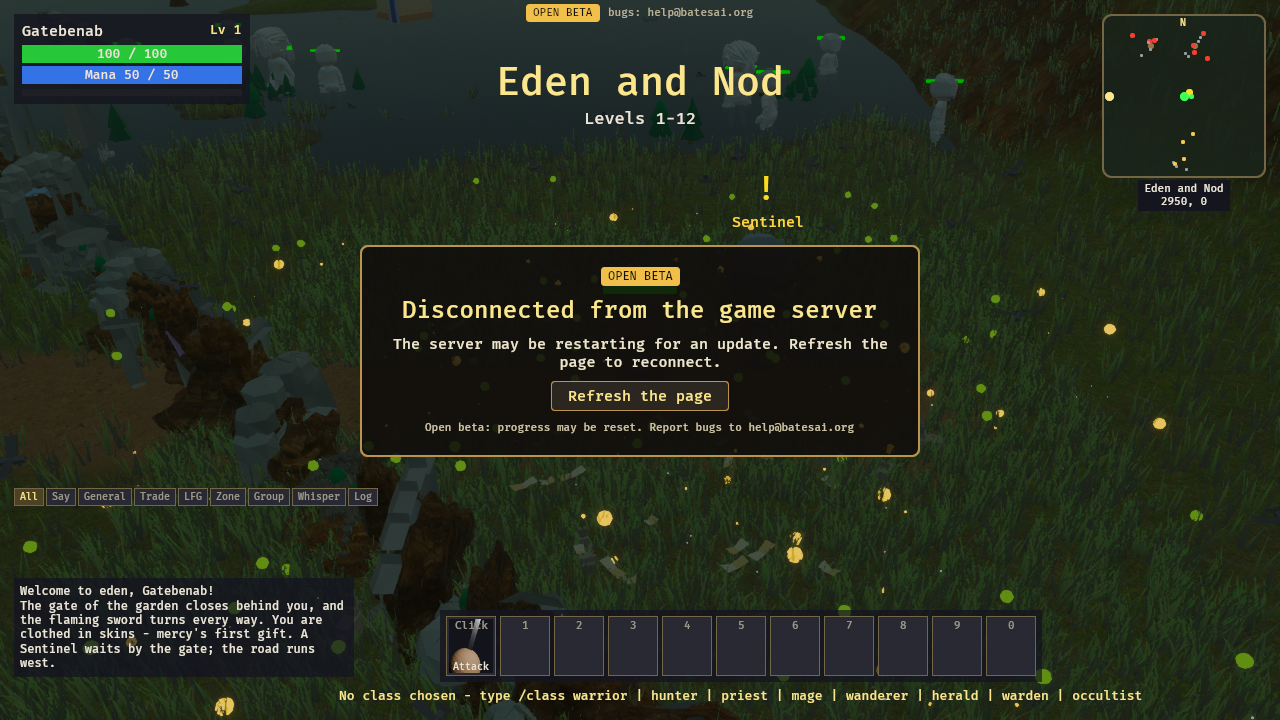 OPEN BETA bugs: help@batesai.org
Gatebenab Lv 1
100 / 100
Mana 50 / 50
Eden and Nod
Levels 1-12
N
Eden and Nod
2950, 0
!
Sentinel
OPEN BETA
Disconnected from the game server
The server may be restarting for an update. Refresh the
page to reconnect.
Refresh the page
Open beta: progress may be reset. Report bugs to help@batesai.org
All Say General Trade LFG Zone Group Whisper Log
Welcome to eden, Gatebenab!
The gate of the garden closes behind you, and
the flaming sword turns every way. You are
clothed in skins - mercy's first gift. A
Sentinel waits by the gate; the road runs
west.
Click 1 2 3 4 5 6 7 8 9 0
Attack
No class chosen - type /class warrior | hunter | priest | mage | wanderer | herald | warden | occultist